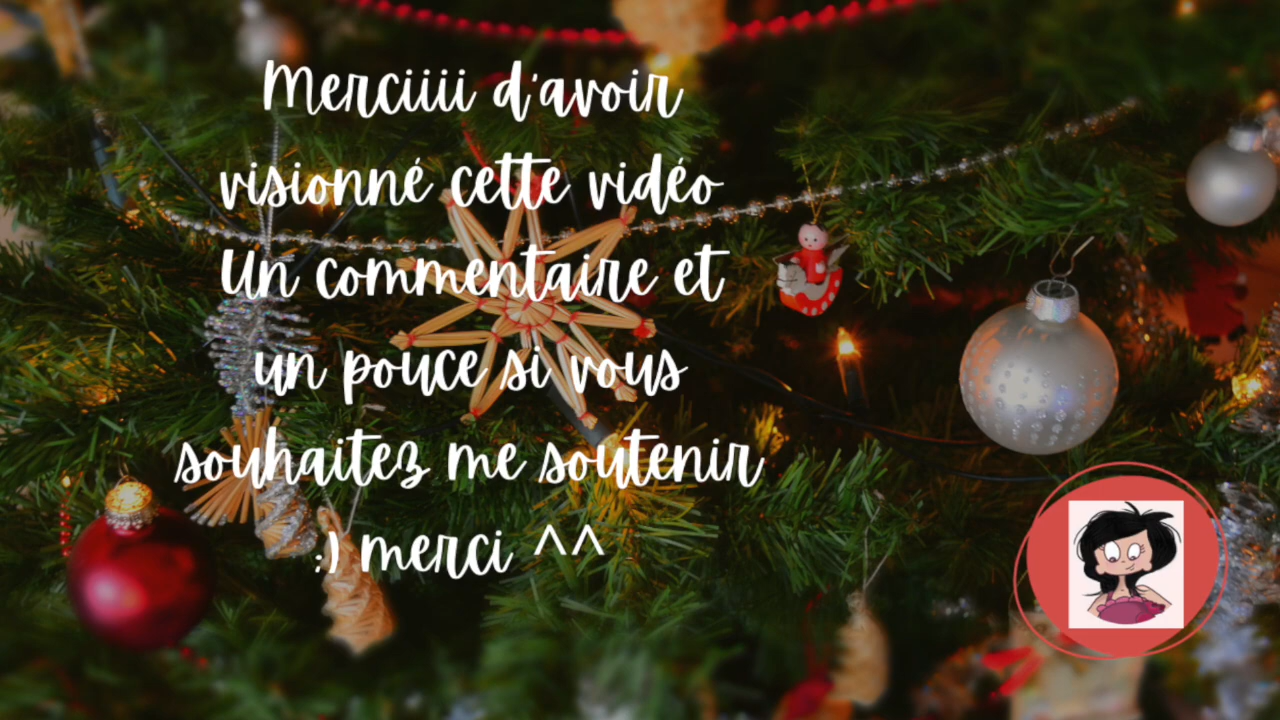 Merciiii d'avoir
visionné cette vidéo
Un commentaire et
un pouce si vous
souhaitez me soutenir
:) merci ^^